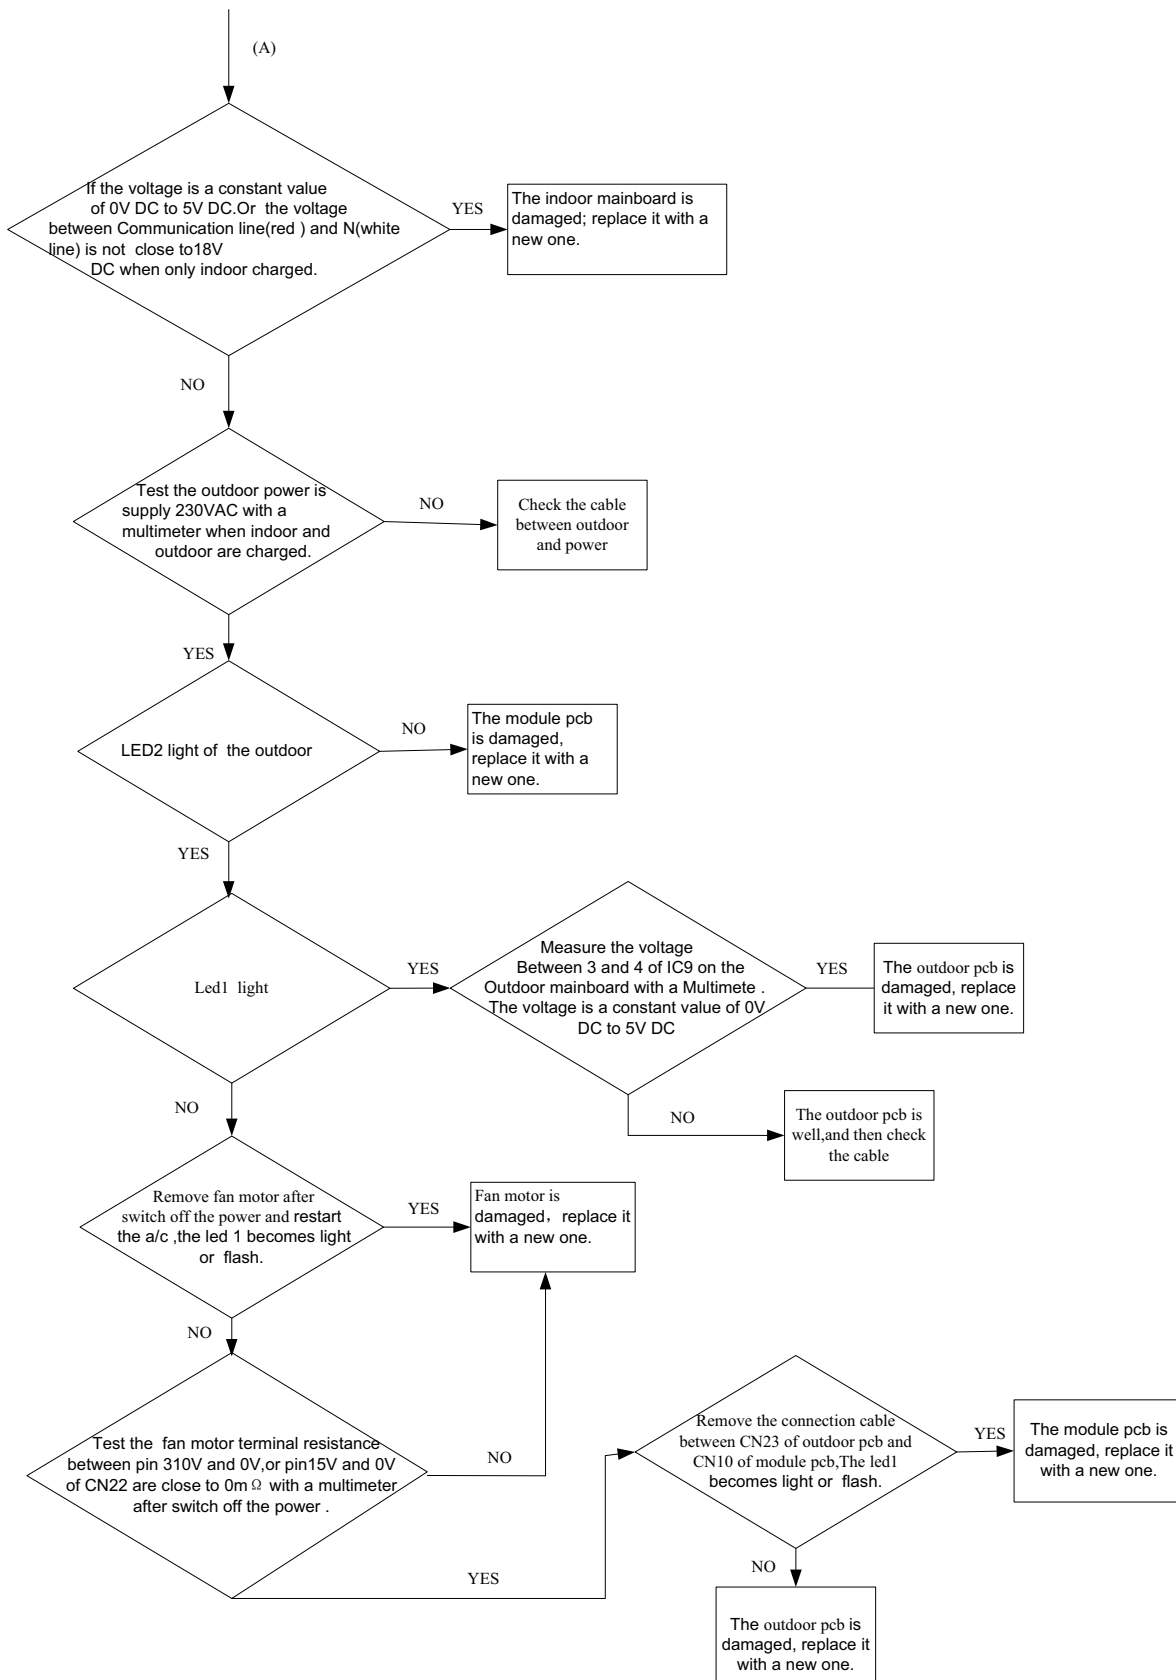 (A)
If the voltage is a constant value
of 0V DC to 5V DC.Or the voltage
between Communication line(red ) and N(white
line) is not close to18V
DC when only indoor charged.
YES
The indoor mainboard is
damaged; replace it with a
new one.
NO
Test the outdoor power is
supply 230VAC with a
multimeter when indoor and
outdoor are charged.
NO
Check the cable
between outdoor
and power
YES
LED2 light of the outdoor
NO
The module pcb
is damaged,
replace it with a
new one.
YES
Led1 light
YES
Measure the voltage
Between 3 and 4 of IC9 on the
Outdoor mainboard with a Multimete .
The voltage is a constant value of 0V
DC to 5V DC
YES
The outdoor pcb is
damaged, replace
it with a new one.
NO
The outdoor pcb is
well,and then check
the cable
NO
Remove fan motor after
switch off the power and restart
the a/c ,the led 1 becomes light
or flash.
YES
Fan motor is
damaged，replace it
with a new one.
NO
Test the fan motor terminal resistance
between pin 310V and 0V,or pin15V and 0V
of CN22 are close to 0mΩ with a multimeter
after switch off the power .
NO
YES
Remove the connection cable
between CN23 of outdoor pcb and
CN10 of module pcb,The led1
becomes light or flash.
YES
The module pcb is
damaged, replace it
with a new one.
NO
The outdoor pcb is
damaged, replace it
with a new one.